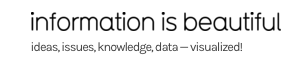 information is beautiful
ideas, issues, knowledge, data — visualized!